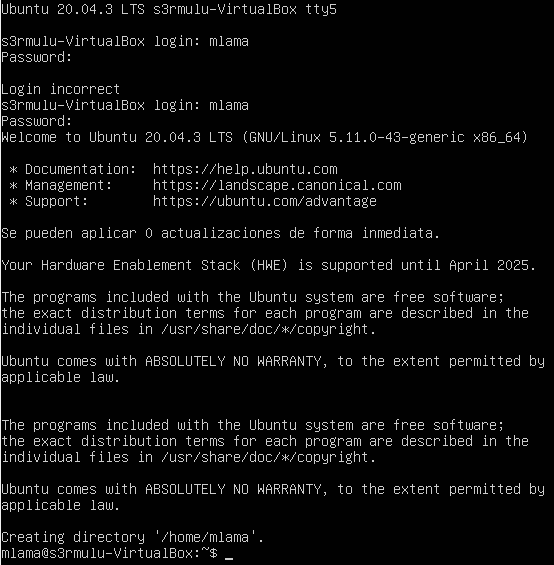 Ubuntu 20.04.3 LTS s3rmulu-VirtualBox tty5
s3rmulu-VirtualBox login: mlama
Password:
Login incorrect
s3rmulu-VirtualBox login: mlama
Password:
Welcome to Ubuntu 20.04.3 LTS (GNU/Linux 5.11.0-43-generic x86_64)
* Documentation:  https://help.ubuntu.com
* Management:     https://landscape.canonical.com
* Support:        https://ubuntu.com/advantage
Se pueden aplicar 0 actualizaciones de forma inmediata.
Your Hardware Enablement Stack (HWE) is supported until April 2025.
The programs included with the Ubuntu system are free software;
the exact distribution terms for each program are described in the
individual files in /usr/share/doc/*/copyright.
Ubuntu comes with ABSOLUTELY NO WARRANTY, to the extent permitted by
applicable law.
The programs included with the Ubuntu system are free software;
the exact distribution terms for each program are described in the
individual files in /usr/share/doc/*/copyright.
Ubuntu comes with ABSOLUTELY NO WARRANTY, to the extent permitted by
applicable law.
Creating directory '/home/mlama'.
mlama@s3rmulu-VirtualBox:~$ _